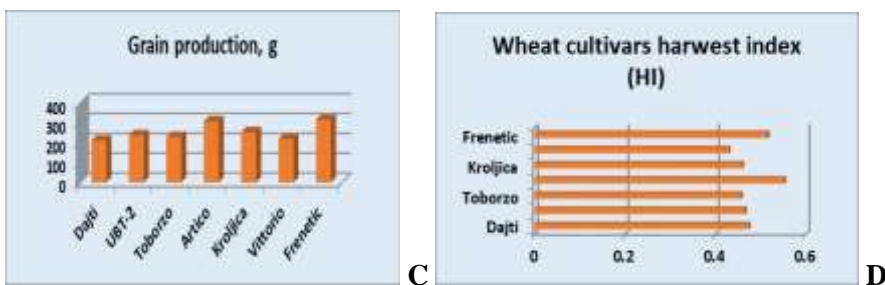 Grain production, g
400
300
200
100
0
Dajti
UBT-2
Toborzo
Artico
Kroljica
Vittorio
Frenetic
C
Wheat cultivars harwest index
(HI)
Frenetic
Kroljica
Toborzo
Dajti
0
0.2
0.4
0.6
D